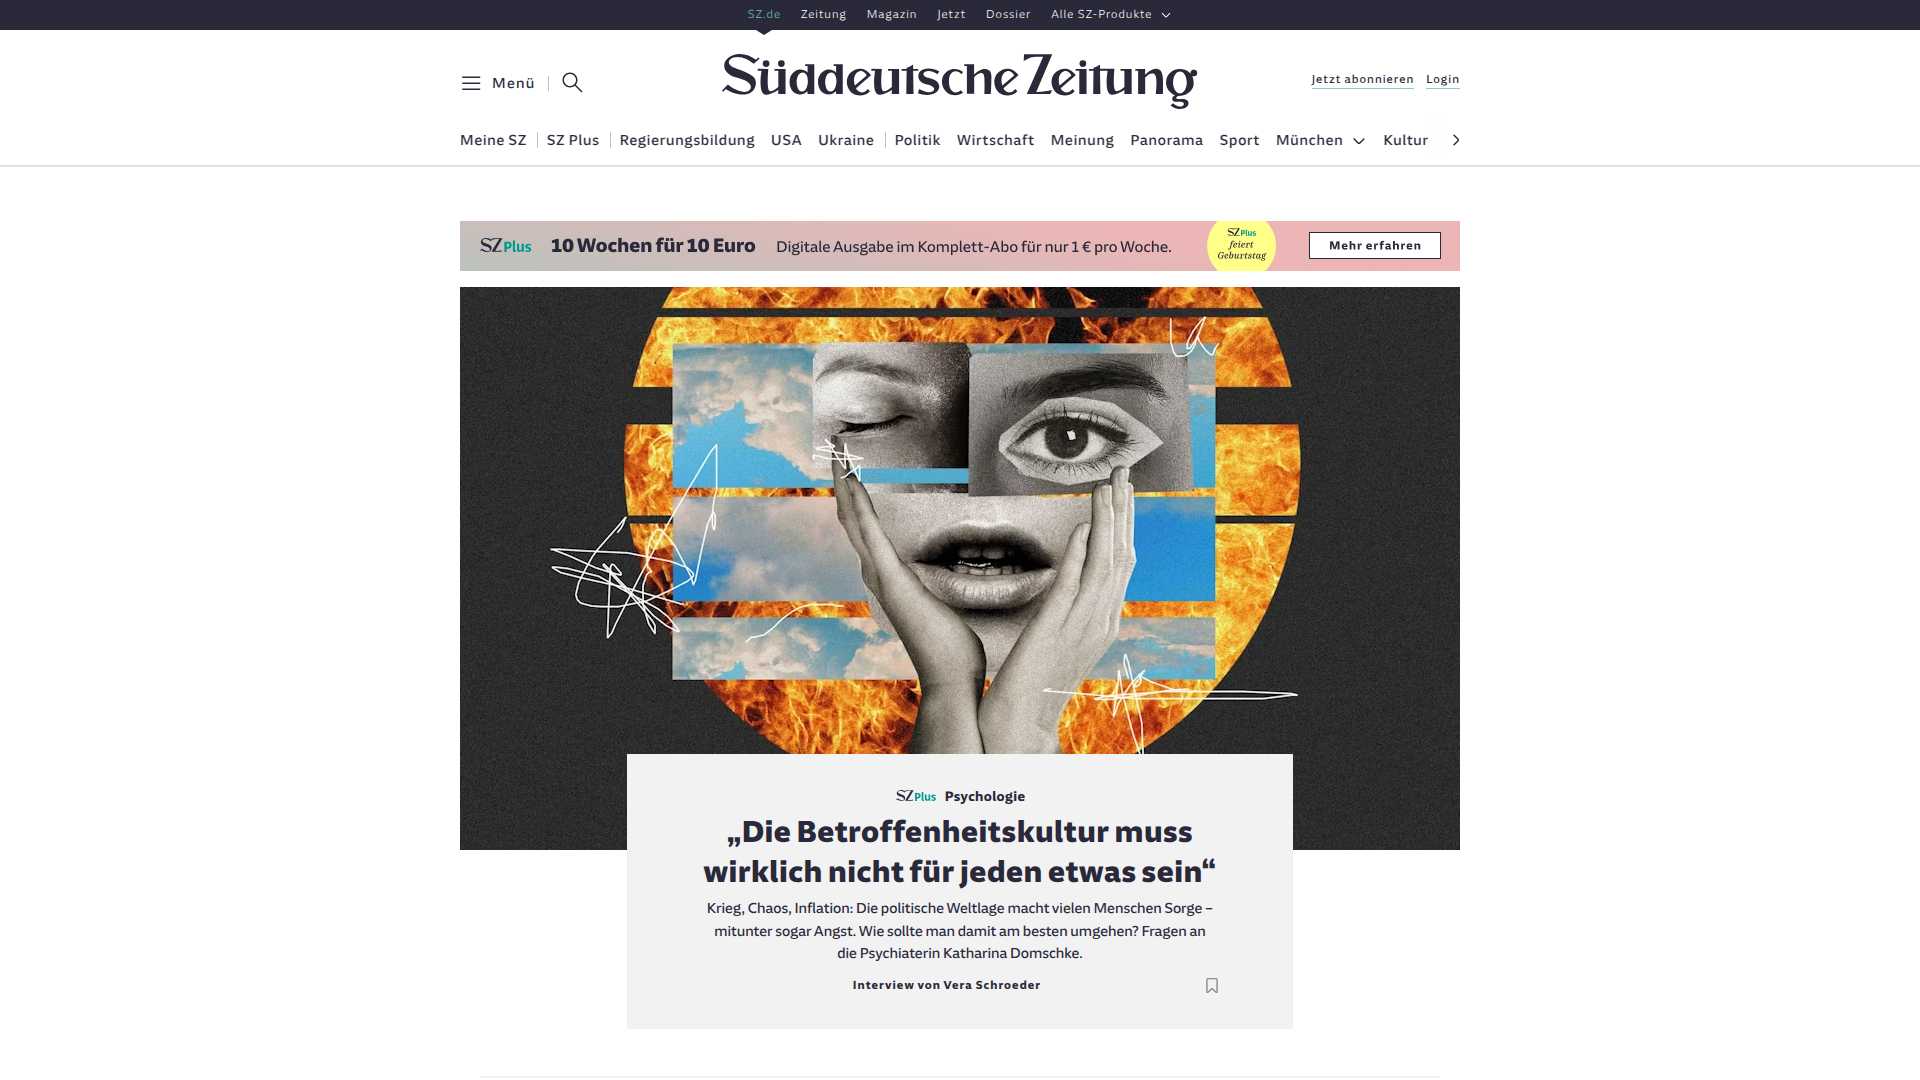 SZ.de Zeitung Magazin Jetzt Dossier Alle SZ-Produkte
Menü
Süddeutsche Zeitung
Jetzt abonnieren Login
Meine SZ SZ Plus Regierungsbildung USA Ukraine Politik Wirtschaft Meinung Panorama Sport München Kultur
SZ Plus 10 Wochen für 10 Euro Digitale Ausgabe im Komplett-Abo für nur 1 € pro Woche.
SZ Plus
feiert
Geburtstag
Mehr erfahren
SZ Plus Psychologie
„Die Betroffenheitskultur muss
wirklich nicht für jeden etwas sein“
Krieg, Chaos, Inflation: Die politische Weltlage macht vielen Menschen Sorge –
mitunter sogar Angst. Wie sollte man damit am besten umgehen? Fragen an
die Psychiaterin Katharina Domschke.
Interview von Vera Schroeder